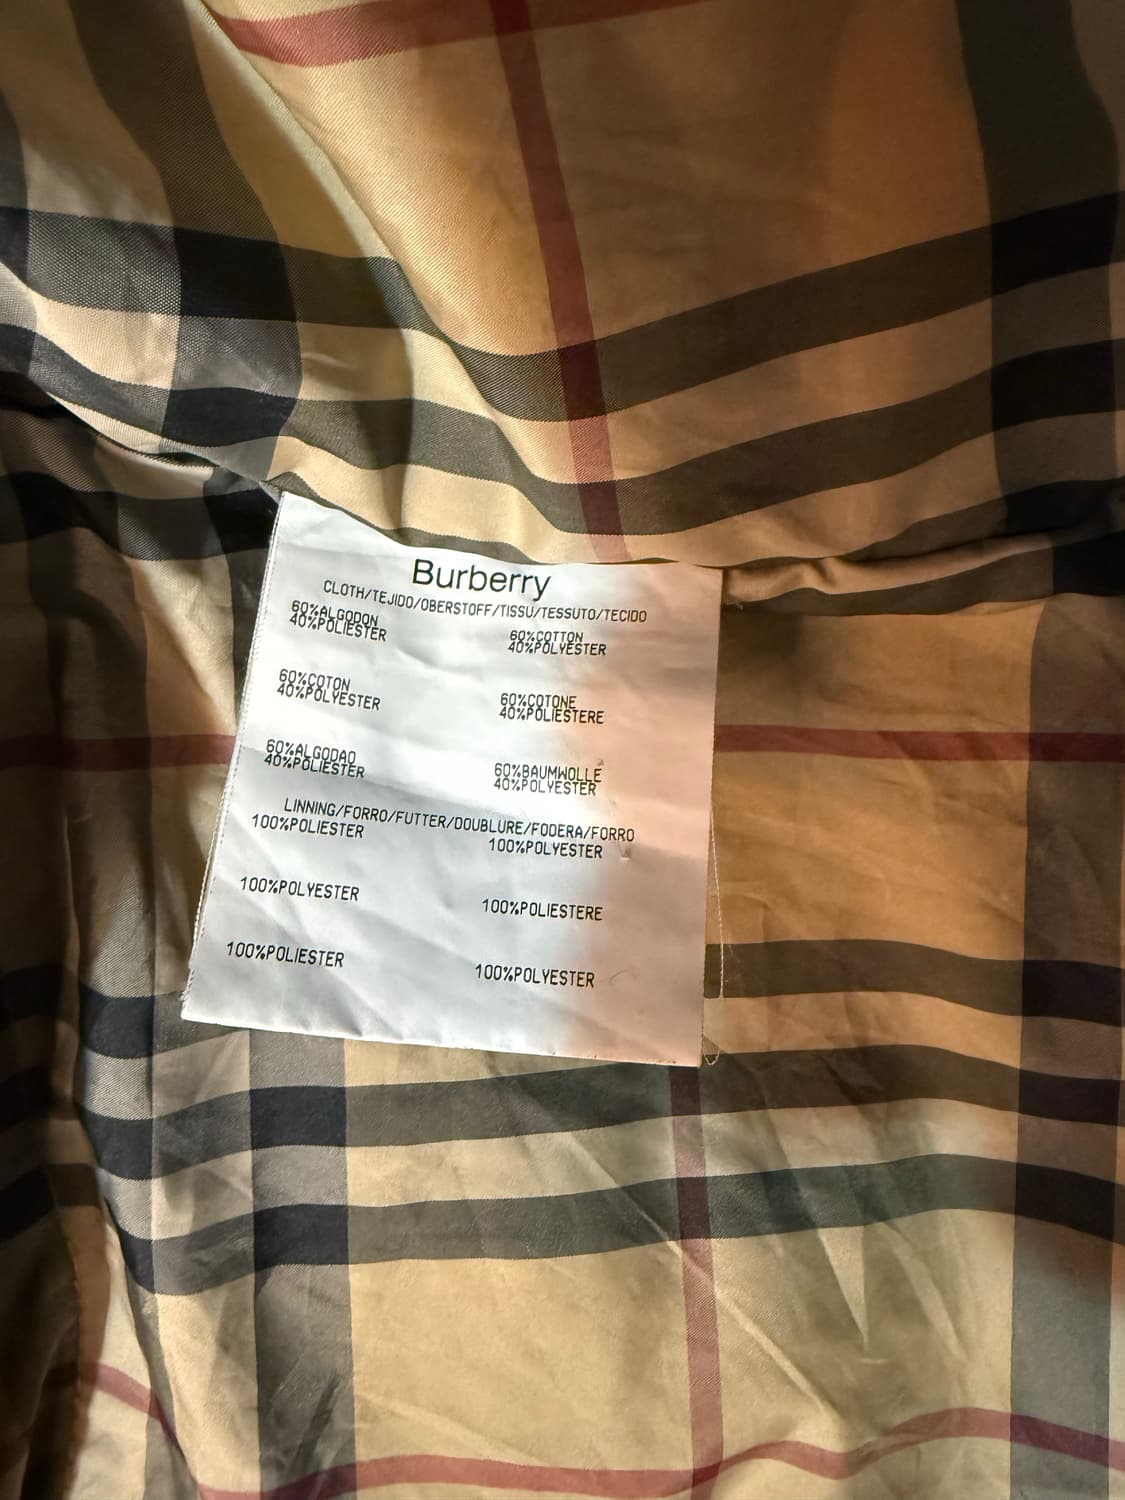 Burberry
CLOTH/TEJIDO/OBERSTOFF/TISSU/TESSUTO/TECIDO
60%ALGODON
40%POLIESTER
60%COTTON
40%POLYESTER
60%COTON
40%POLYESTER
60%COTONE
40%POLIESTERE
60%ALGODAO
40%POLIESTER
60%BAUMWOLLE
40%POLYESTER
LINNING/FORRO/FUTTER/DOUBLURE/FODERA/FORRO
100%POLIESTER
100%POLYESTER
100%POLYESTER
100%POLIESTERE
100%POLIESTER
100%POLYESTER